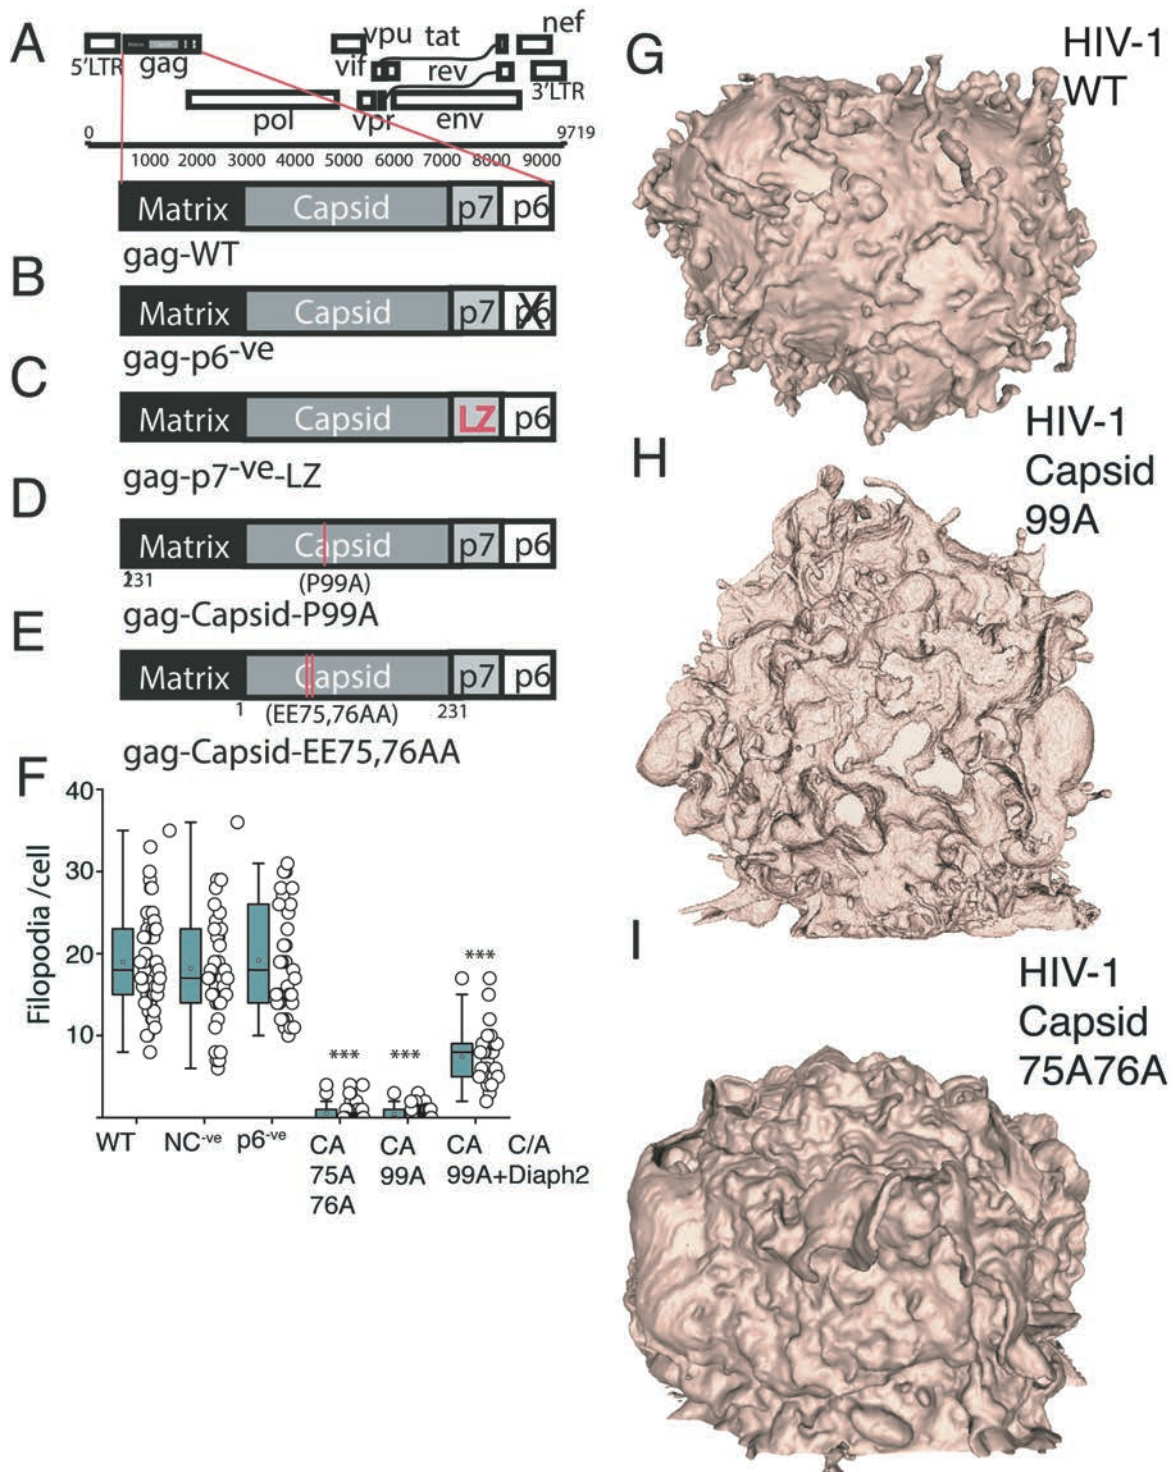 A
5'LTR
gag
vif
vpu
tat
rev
nef
3'LTR
pol
vpr
env
0
9719
1000 2000 3000 4000 5000 6000 7000 8000 9000
Matrix Capsid p7 p6
gag-WT
B
Matrix Capsid p7 p6
X
gag-p6-ve
C
Matrix Capsid LZ p6
gag-p7-ve-LZ
D
Matrix Capsid p7 p6
231
(P99A)
gag-Capsid-P99A
E
Matrix Capsid p7 p6
1 (EE75,76AA) 231
gag-Capsid-EE75,76AA
F
Filopodia /cell
40
30
20
10
*** *** ***
WT NC-ve p6-ve CA CA CA C/A
75A 99A 99A+Diaph2
76A
G
HIV-1
WT
H
HIV-1
Capsid
99A
I
HIV-1
Capsid
75A76A